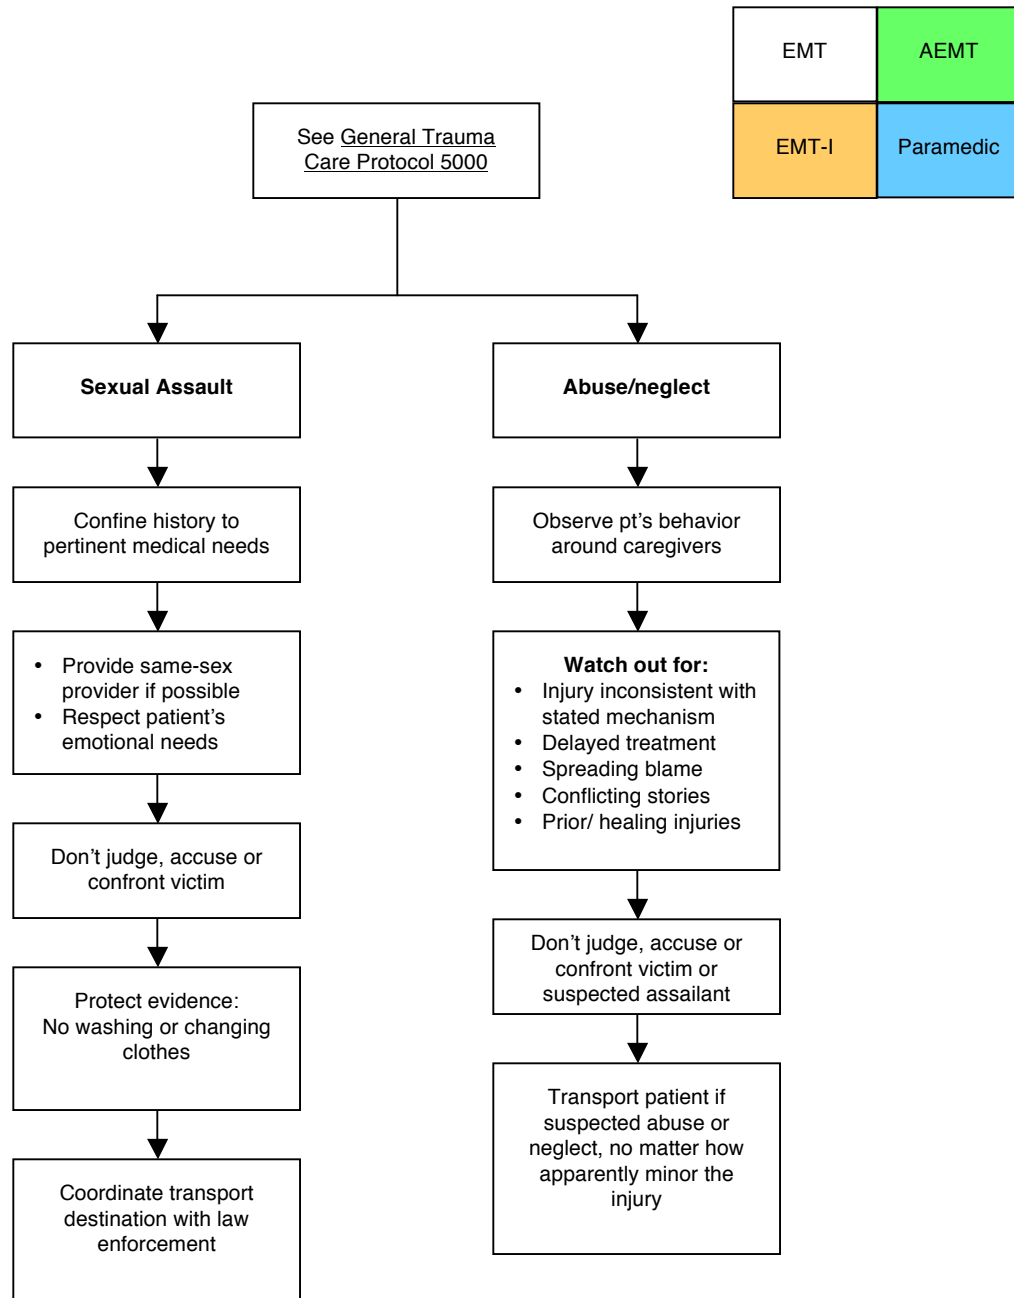 EMT
AEMT
EMT-I
Paramedic
See General Trauma
Care Protocol 5000
Sexual Assault
Confine history to
pertinent medical needs
• Provide same-sex
provider if possible
• Respect patient’s
emotional needs
Don’t judge, accuse or
confront victim
Protect evidence:
No washing or changing
clothes
Coordinate transport
destination with law
enforcement
Abuse/neglect
Observe pt’s behavior
around caregivers
Watch out for:
• Injury inconsistent with
stated mechanism
• Delayed treatment
• Spreading blame
• Conflicting stories
• Prior/ healing injuries
Don’t judge, accuse or
confront victim or
suspected assailant
Transport patient if
suspected abuse or
neglect, no matter how
apparently minor the
injury